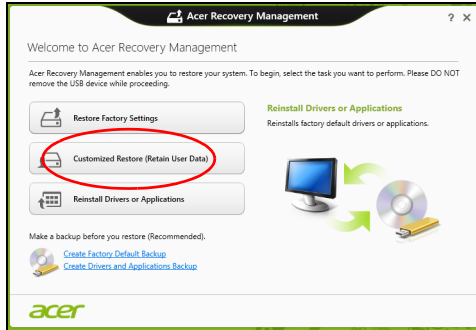 Acer Recovery Management
? X
Welcome to Acer Recovery Management
Acer Recovery Management enables you to restore your system. To begin, select the task you want to perform. Please DO NOT
remove the USB device while proceeding.
Restore Factory Settings
Customized Restore (Retain User Data)
Reinstall Drivers or Applications
Reinstall Drivers or Applications
Reinstalls factory default drivers or applications.
Make a backup before you restore (Recommended).
Create Factory Default Backup
Create Drivers and Applications Backup
acer